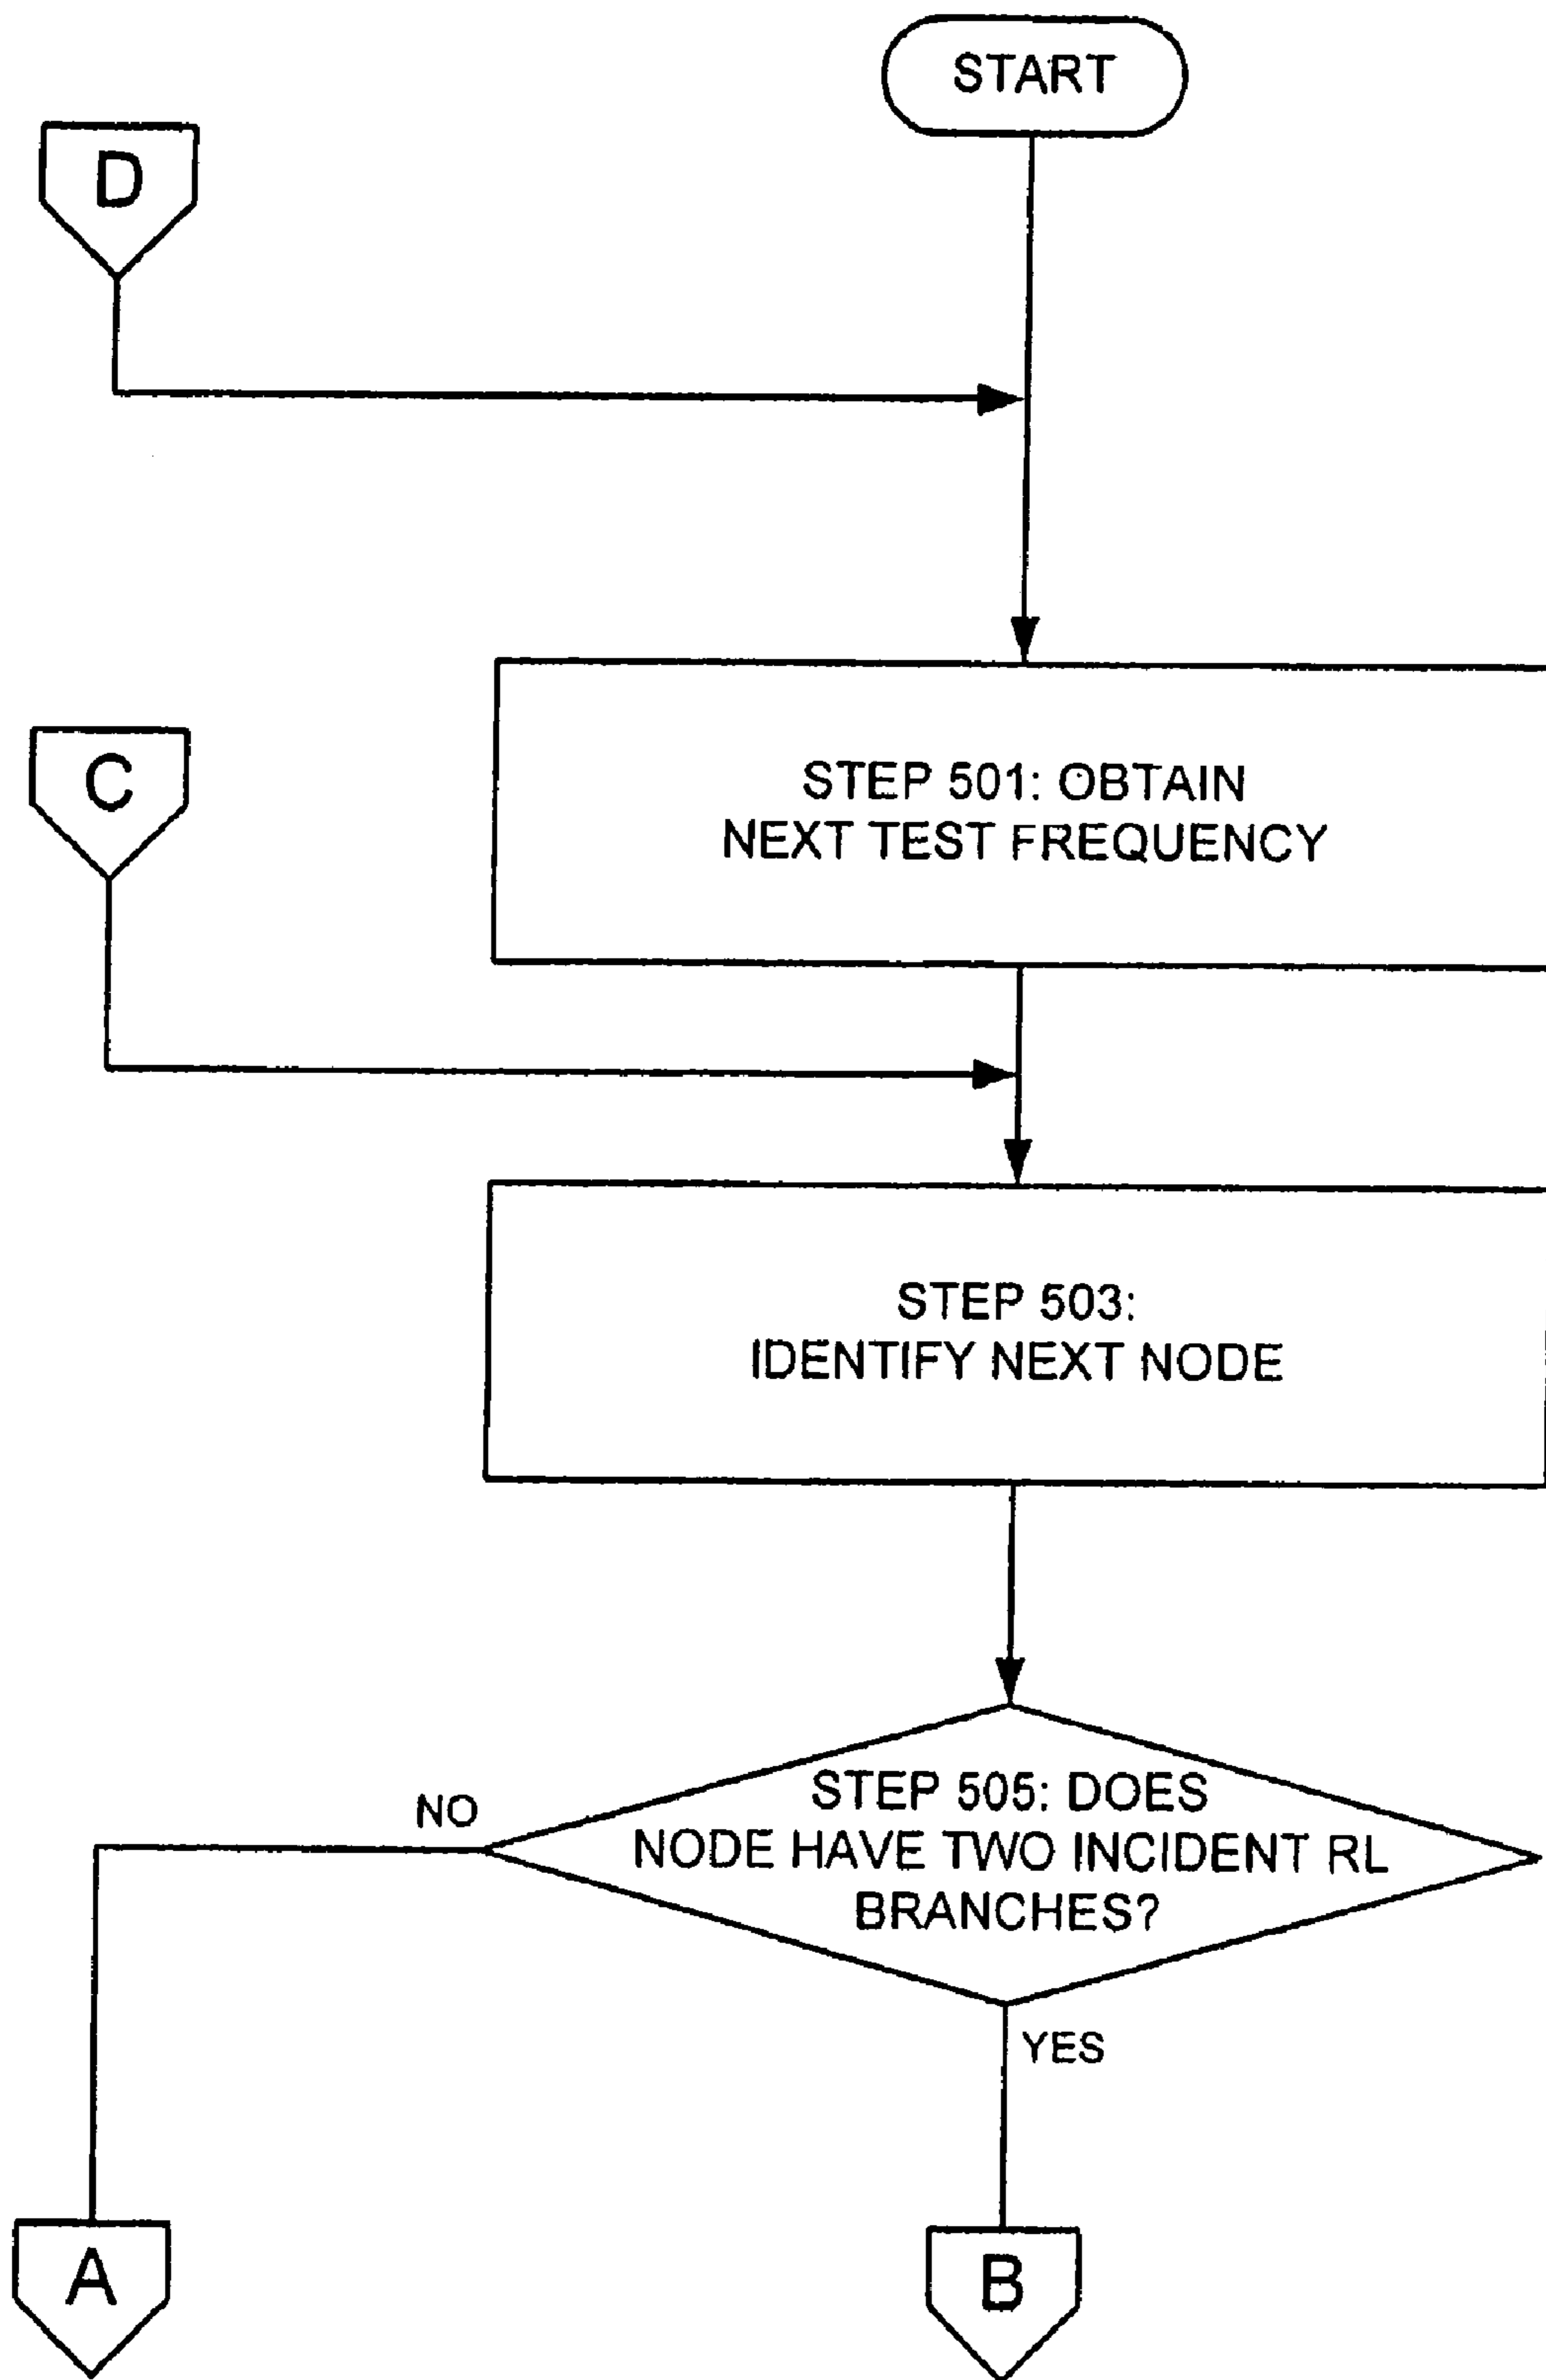 START
D
C
STEP 501: OBTAIN
NEXT TEST FREQUENCY
STEP 503:
IDENTIFY NEXT NODE
NO
STEP 505: DOES
NODE HAVE TWO INCIDENT RL
BRANCHES?
YES
A
B